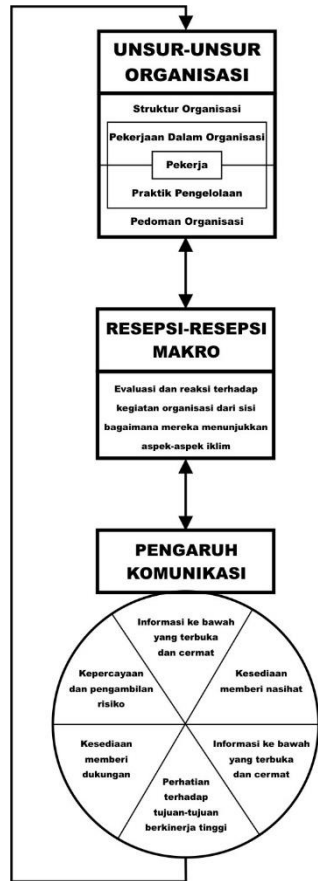 UNSUR-UNSUR
ORGANISASI
Struktur Organisasi
Pekerjaan Dalam Organisasi
Pekerja
Praktik Pengelolaan
Pedoman Organisasi
RESEPSI-RESEPSI
MAKRO
Evaluasi dan reaksi terhadap
kegiatan organisasi dari sisi
bagaimana mereka menunjukkan
aspek-aspek iklim
PENGARUH
KOMUNIKASI
Informasi ke bawah
yang terbuka
dan cermat
Kepercayaan
dan pengambilan
risiko
Kesediaan
memberi nasihat
Kesediaan
memberi
dukungan
Informasi ke bawah
yang terbuka
dan cermat
Perhatian
terhadap
tujuan-tujuan
berkinerja tinggi